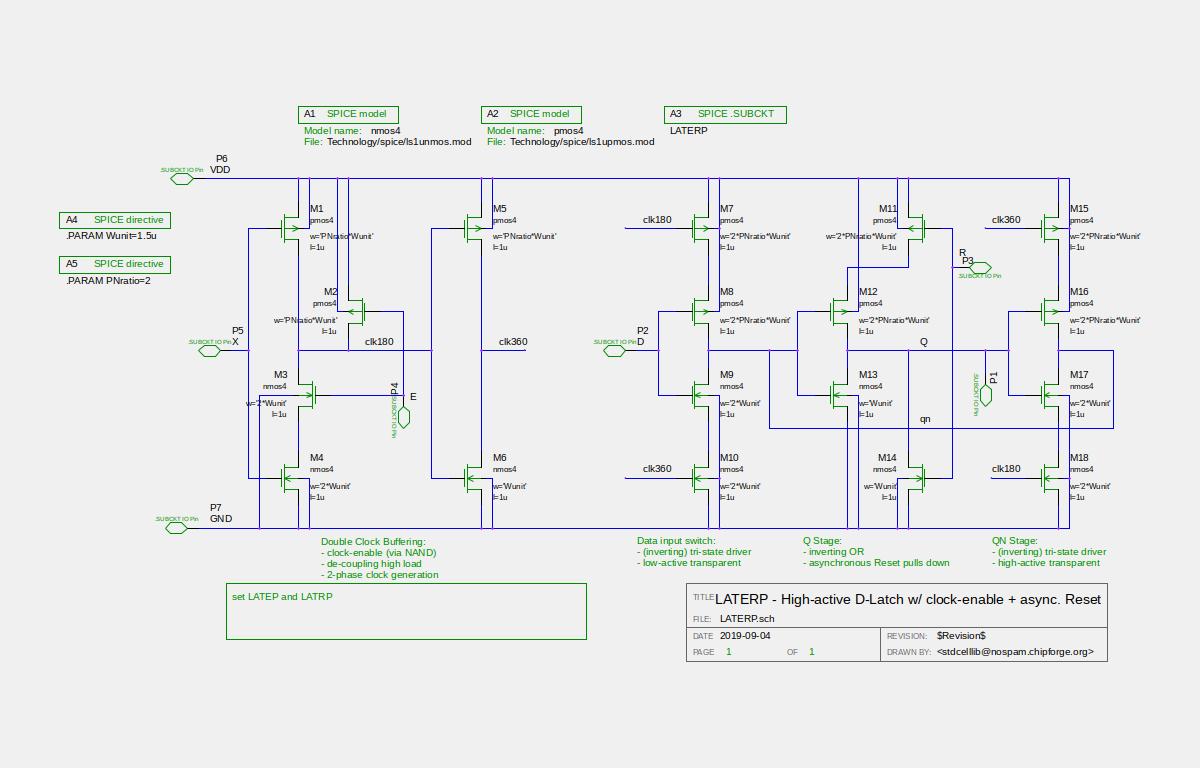 A1 SPICE model
Model name: nmos4
File: Technology/spice/ls1unmos.mod
A2 SPICE model
Model name: pmos4
File: Technology/spice/ls1upmos.mod
A3 SPICE .SUBCKT
LATERP
P6
.SUBCKT IO Pin VDD
A4 SPICE directive
.PARAM Wunit=1.5u
A5 SPICE directive
.PARAM PNratio=2
M1
pmos4
w='PNratio*Wunit'
l=1u
M5
pmos4
w='PNratio*Wunit'
l=1u
clk180
M7
pmos4
w='2*PNratio*Wunit'
l=1u
M11
pmos4
w='2*PNratio*Wunit'
l=1u
clk360
M15
pmos4
w='2*PNratio*Wunit'
l=1u
R
P3
.SUBCKT IO Pin
M2
pmos4
w='PNratio*Wunit'
l=1u
M8
pmos4
w='2*PNratio*Wunit'
l=1u
M12
pmos4
w='2*PNratio*Wunit'
l=1u
M16
pmos4
w='2*PNratio*Wunit'
l=1u
P5
.SUBCKT IO Pin X
clk180
clk360
P2
.SUBCKT IO Pin D
Q
M3
nmos4
w='2*Wunit'
l=1u
P4
.SUBCKT IO Pin
E
M9
nmos4
w='2*Wunit'
l=1u
M13
nmos4
w='Wunit'
l=1u
P1
.SUBCKT IO Pin
M17
nmos4
w='2*Wunit'
l=1u
qn
M4
nmos4
w='2*Wunit'
l=1u
M6
nmos4
w='Wunit'
l=1u
clk360
M10
nmos4
w='2*Wunit'
l=1u
M14
nmos4
w='Wunit'
l=1u
clk180
M18
nmos4
w='2*Wunit'
l=1u
P7
.SUBCKT IO Pin GND
Double Clock Buffering:
- clock-enable (via NAND)
- de-coupling high load
- 2-phase clock generation
Data input switch:
- (inverting) tri-state driver
- low-active transparent
Q Stage:
- inverting OR
- asynchronous Reset pulls down
QN Stage:
- (inverting) tri-state driver
- high-active transparent
set LATEP and LATRP
TITLE LATERP - High-active D-Latch w/ clock-enable + async. Reset
FILE: LATERP.sch
DATE 2019-09-04
REVISION: $Revision$
PAGE 1 OF 1
DRAWN BY: <stdcelllib@nospam.chipforge.org>